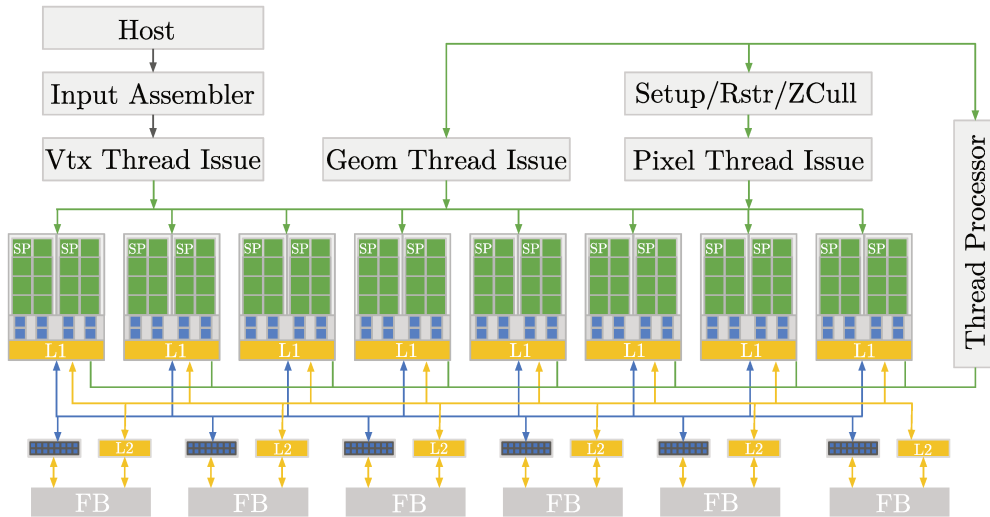 Host
Input Assembler
Setup/Rstr/ZCull
Vtx Thread Issue
Geom Thread Issue
Pixel Thread Issue
Thread Processor
SP SP SP SP SP SP SP SP SP SP SP SP SP SP SP SP
L1 L1 L1 L1 L1 L1 L1 L1
L2 L2 L2 L2 L2 L2
FB FB FB FB FB FB